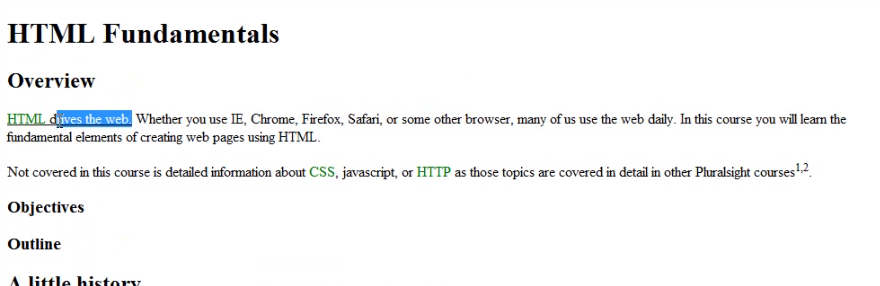 HTML Fundamentals
Overview
HTML drives the web. Whether you use IE, Chrome, Firefox, Safari, or some other browser, many of us use the web daily. In this course you will learn the
fundamental elements of creating web pages using HTML.
Not covered in this course is detailed information about CSS, javascript, or HTTP as those topics are covered in detail in other Pluralsight courses1,2.
Objectives
Outline
A little history